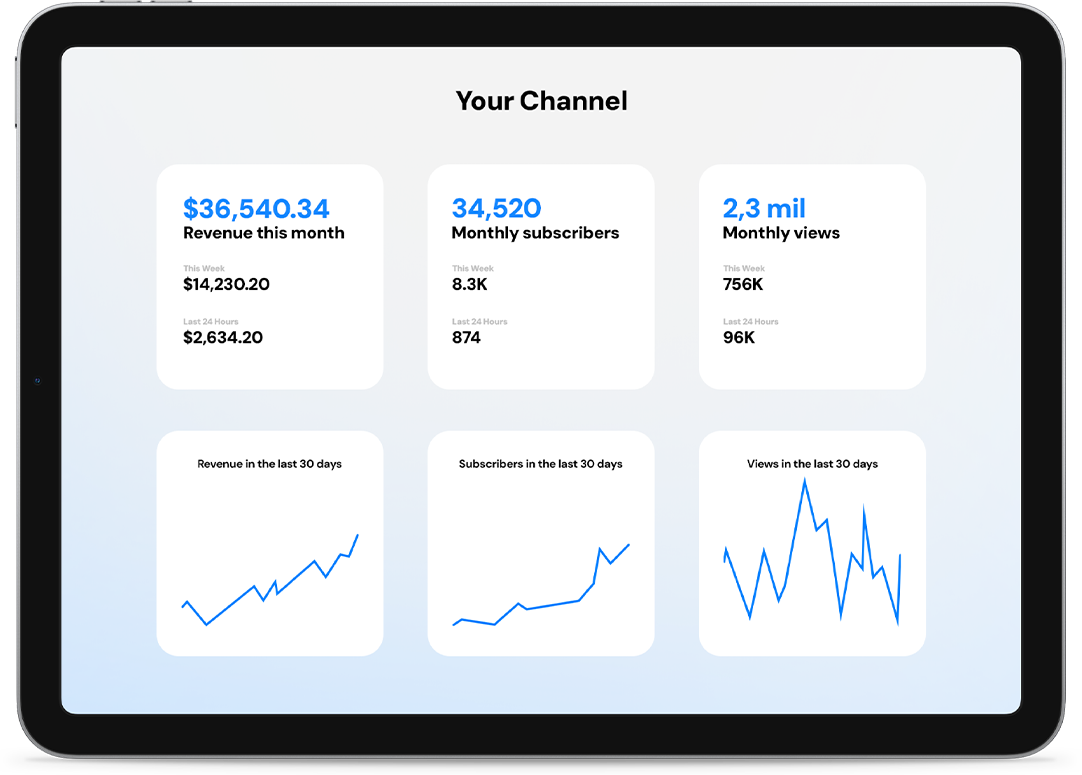 Your Channel
$36,540.34
Revenue this month
This Week
$14,230.20
Last 24 Hours
$2,634.20
34,520
Monthly subscribers
This Week
8.3K
Last 24 Hours
874
2,3 mil
Monthly views
This Week
756K
Last 24 Hours
96K
Revenue in the last 30 days
Subscribers in the last 30 days
Views in the last 30 days